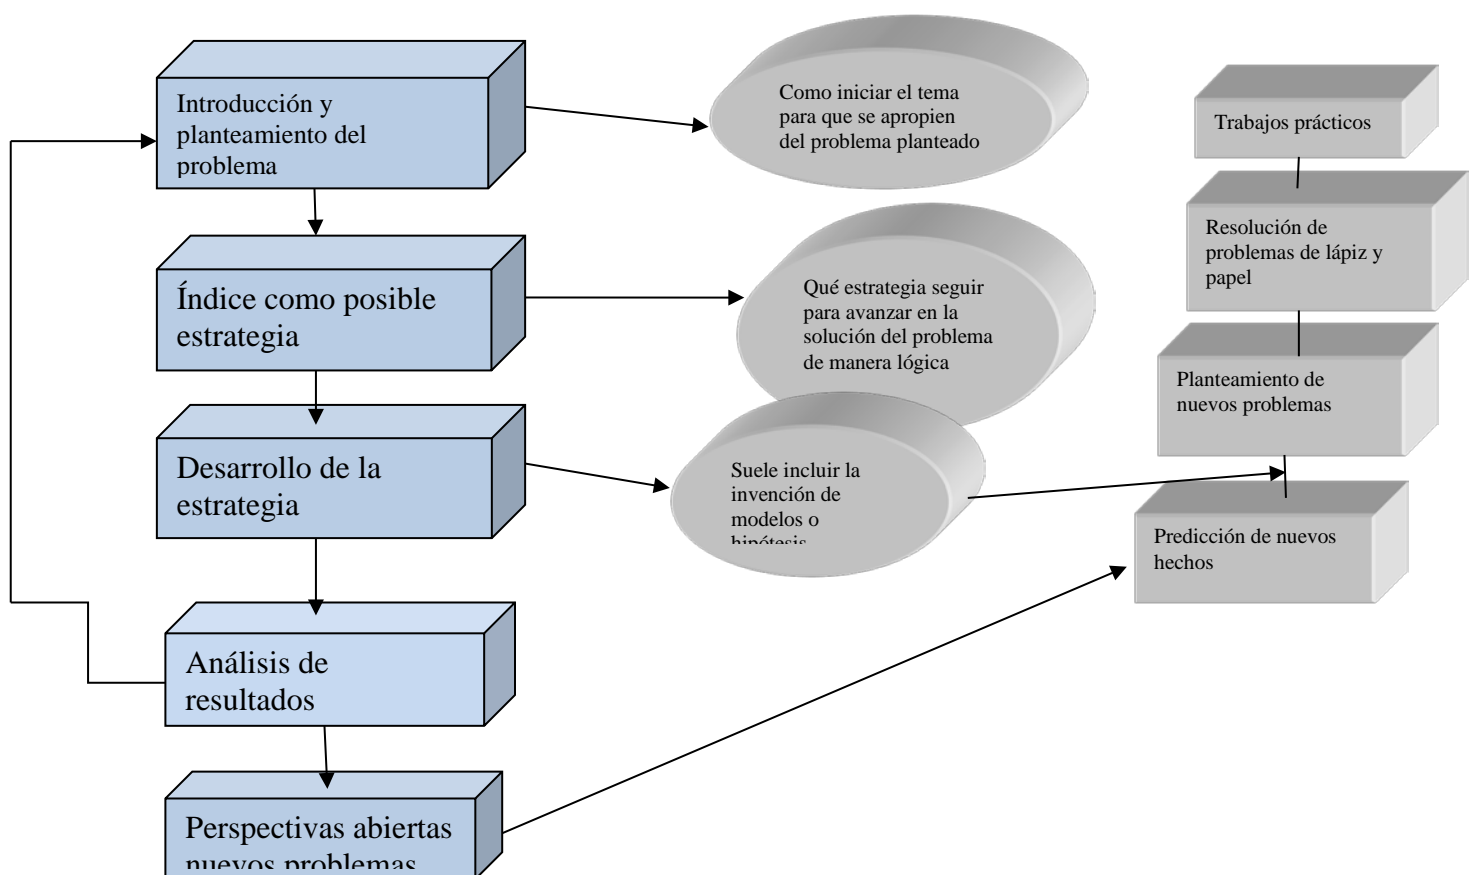 Introducción y
planteamiento del
problema
Como iniciar el tema
para que se apropien
del problema planteado
Trabajos prácticos
Resolución de
problemas de lápiz y
papel
Índice como posible
estrategia
Qué estrategia seguir
para avanzar en la
solución del problema
de manera lógica
Planteamiento de
nuevos problemas
Desarrollo de la
estrategia
Suele incluir la
invención de
modelos o
hipótesis
Predicción de nuevos
hechos
Análisis de
resultados
Perspectivas abiertas
nuevos problemas